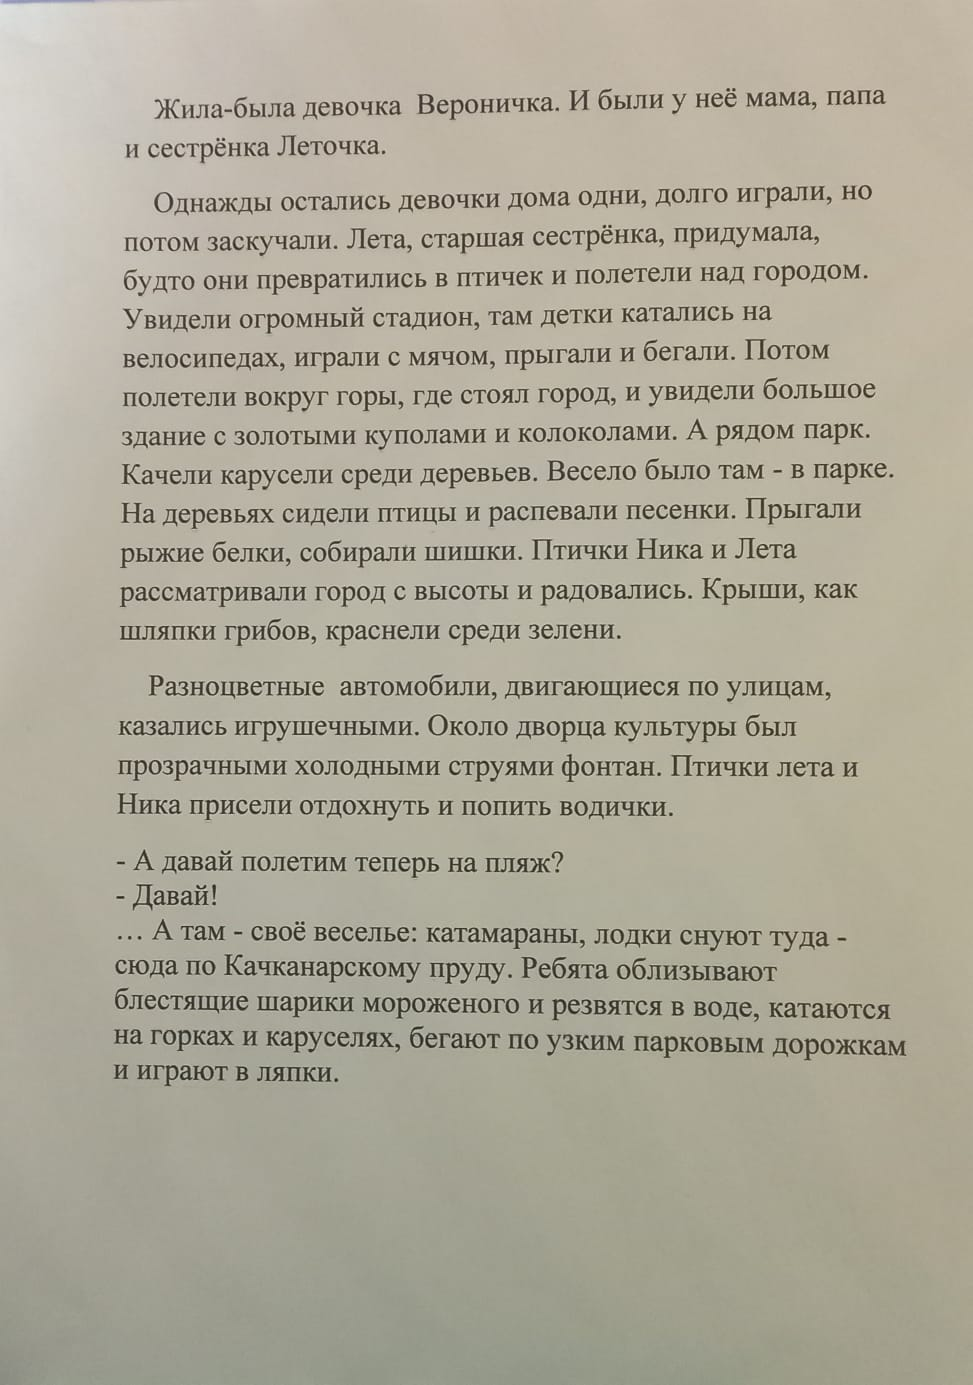 Жила-была девочка  Вероничка. И были у неё мама, папа
и сестрёнка Леточка.
Однажды остались девочки дома одни, долго играли, но
потом заскучали. Лета, старшая сестрёнка, придумала,
будто они превратились в птичек и полетели над городом.
Увидели огромный стадион, там детки катались на
велосипедах, играли с мячом, прыгали и бегали. Потом
полетели вокруг горы, где стоял город, и увидели большое
здание с золотыми куполами и колоколами. А рядом парк.
Качели карусели среди деревьев. Весело было там - в парке.
На деревьях сидели птицы и распевали песенки. Прыгали
рыжие белки, собирали шишки. Птички Ника и Лета
рассматривали город с высоты и радовались. Крыши, как
шляпки грибов, краснели среди зелени.
Разноцветные  автомобили, двигающиеся по улицам,
казались игрушечными. Около дворца культуры был
прозрачными холодными струями фонтан. Птички лета и
Ника присели отдохнуть и попить водички.
- А давай полетим теперь на пляж?
- Давай!
… А там - своё веселье: катамараны, лодки снуют туда -
сюда по Качканарскому пруду. Ребята облизывают
блестящие шарики мороженого и резвятся в воде, катаются
на горках и каруселях, бегают по узким парковым дорожкам
и играют в ляпки.